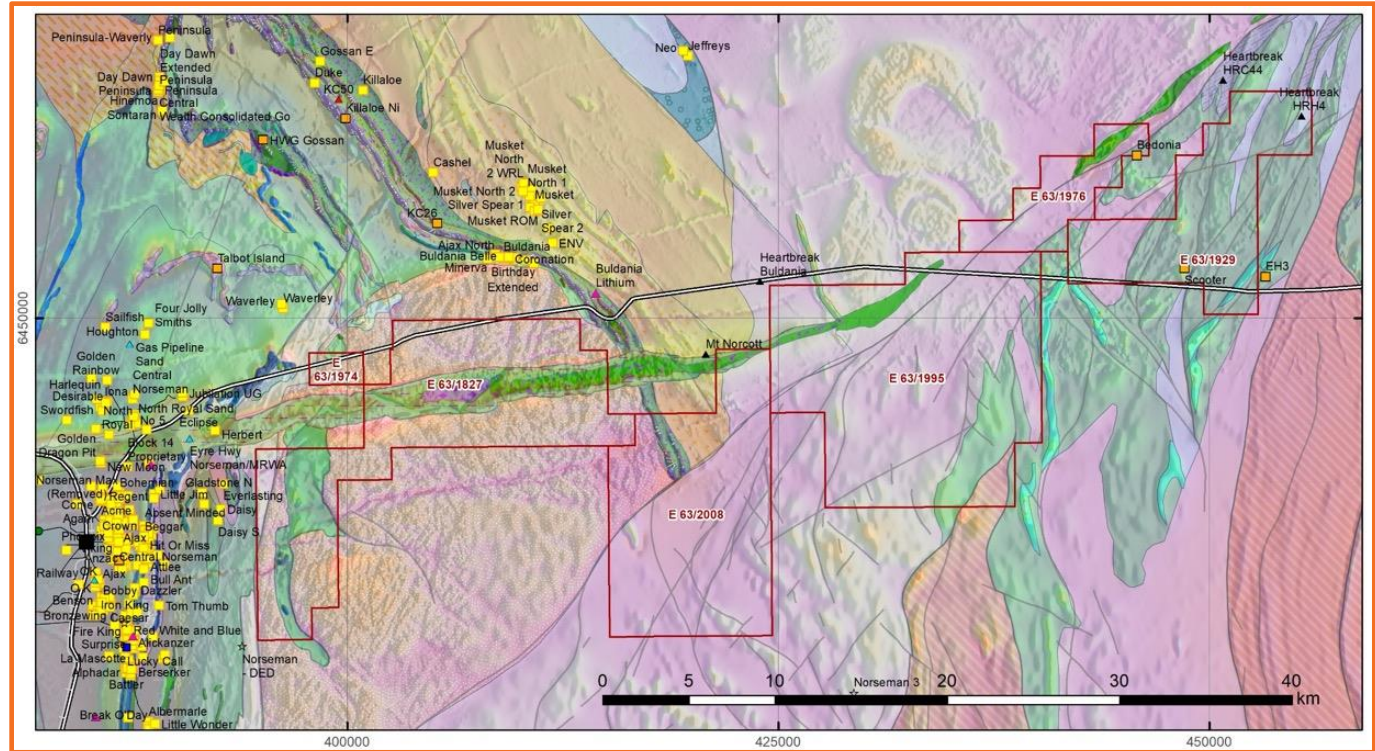 Peninsula-Waverly
Peninsula
Day Dawn
Extended
Day Dawn
Peninsula
Peninsula
Peninsula
Hinemoa
Central
Sontaran
Wealth Consolidated Go
HWG Gossan
Gossan E
Duke
KC50
Killaloe
Killaloe Ni
Neo
Jeffreys
Heartbreak
HRC44
Heartbreak
HRH4
Bedonia
Cashel
Musket
North
2 WRL
Musket
North 1
Musket North 2
Musket
Silver Spear 1
Musket ROM
Silver
Spear 2
KC26
ENV
Ajax North
Buldania
Buldania Belle
Coronation
Minerva
Birthday
Extended
Buldania
Lithium
Heartbreak
Buldania
E 63/1976
E 63/1929
Scooter
EH3
Talbot Island
Waverley
Waverley
Four Jolly
Smiths
Sailfish
Houghton
Gas Pipeline
Sand
Central
Norseman
Golden
Rainbow
Harlequin
Iona
Desirable
Jubilation UG
Swordfish
North
North Royal Sand
Royal
No 5
Eclipse
Herbert
Golden
Dragon Pit
Block 14
Proprietary
Eyre Hwy
Norseman/MRWA
New Moon
E
63/1974
E 63/1827
Mt Norcott
E 63/1995
E 63/2008
Norseman Max
Bohemian
Gladstone N
(Removed)
Regent
Little Jim
Everlasting
Come
Again
Acme
Absent Minded
Daisy
Crown
Beggar
Daisy S
Phoenix
King
Ajax
Hit Or Miss
Anzac
Central Norseman
Attlee
Railway
OK
Ajax
Bull Ant
OK
Bobby Dazzler
Benson
Iron King
Tom Thumb
Bronzewing
Caesar
Fire King
Red White and Blue
Surprise
Alickanzer
La Mascotte
Lucky Call
Alphadar
Berserker
Battler
Break O'Day
Albermarle
Little Wonder
Norseman
- DED
Norseman 3
0 5 10 20 30 40
km
6450000
400000
425000
450000